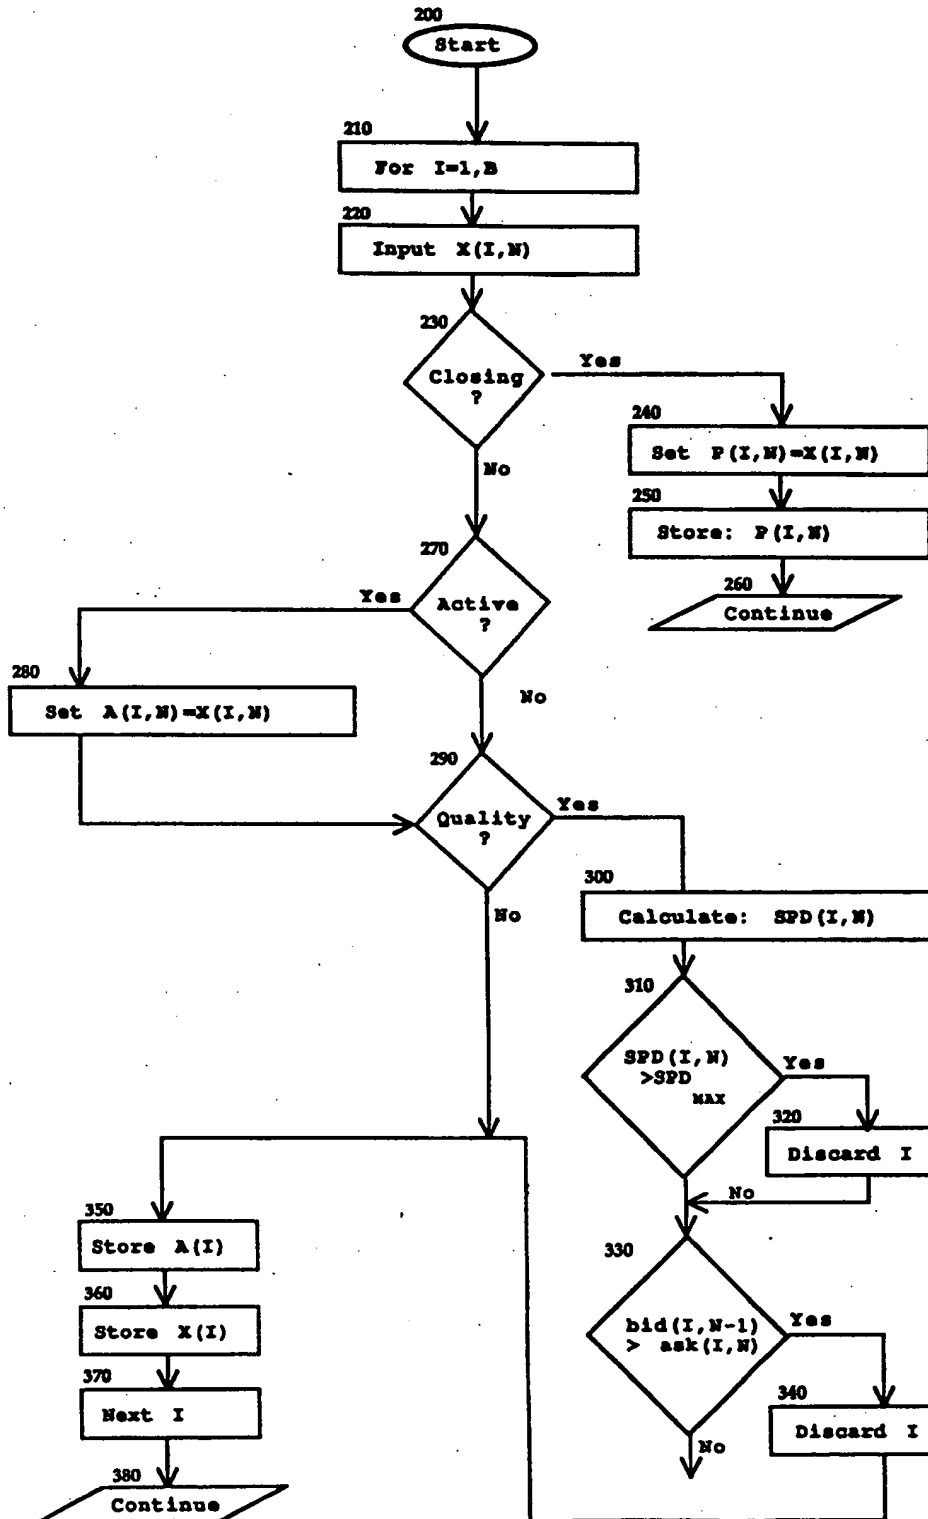 200
Start
210
For I=1,B
220
Input X(I,N)
230
Closing
?
Yes
No
240
Set P(I,N)=X(I,N)
250
Store: P(I,N)
260
Continue
270
Active
?
Yes
No
280
Set A(I,N)=X(I,N)
290
Quality
?
Yes
No
300
Calculate: SPD(I,N)
310
SPD(I,N)
>SPD
MAX
Yes
320
Discard I
No
330
bid(I,N-1)
> ask(I,N)
Yes
340
Discard I
No
350
Store A(I)
360
Store X(I)
370
Next I
380
Continue